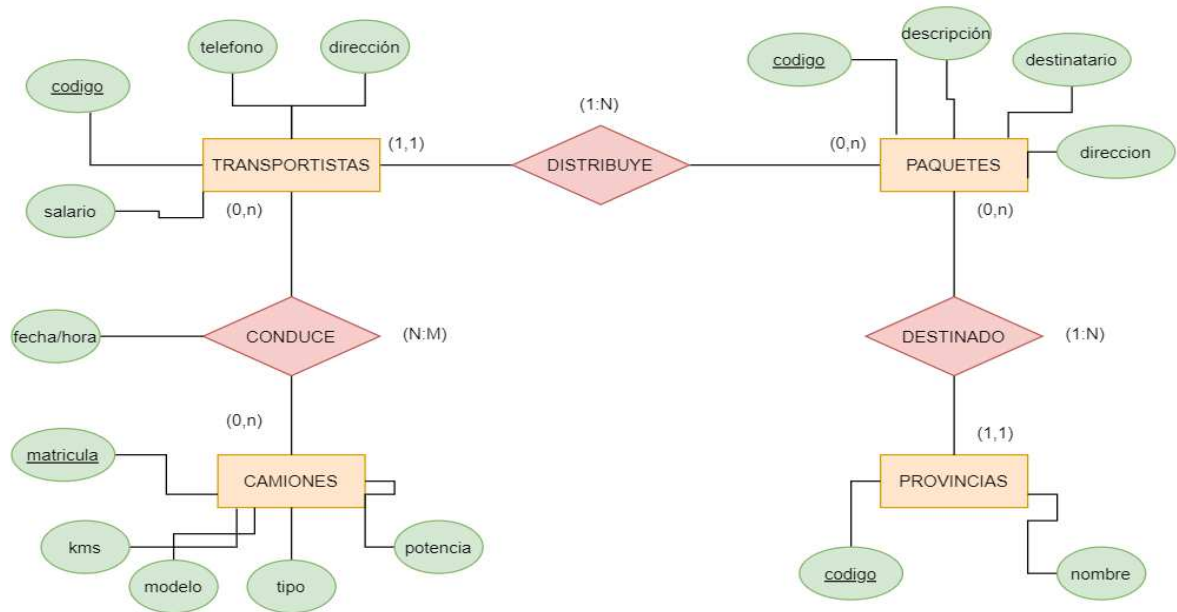 telefono
dirección
descripción
codigo
destinatario
codigo
(1:N)
(1,1)
(0,n)
TRANSPORTISTAS
DISTRIBUYE
PAQUETES
direccion
salario
(0,n)
(0,n)
fecha/hora
CONDUCE
(N:M)
DESTINADO
(1:N)
(0,n)
(1,1)
matricula
CAMIONES
PROVINCIAS
kms
potencia
modelo
tipo
codigo
nombre